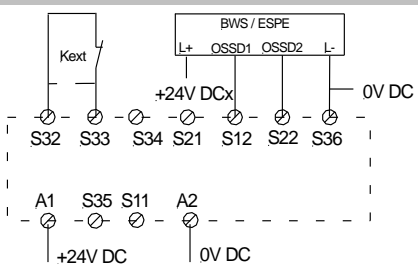 BWS / ESPE
L+ OSSD1 OSSD2 L-
Kext
+24V DCx
0V DC
S32 S33 S34 S21 S12 S22 S36
A1 S35 S11 A2
+24V DC 0V DC